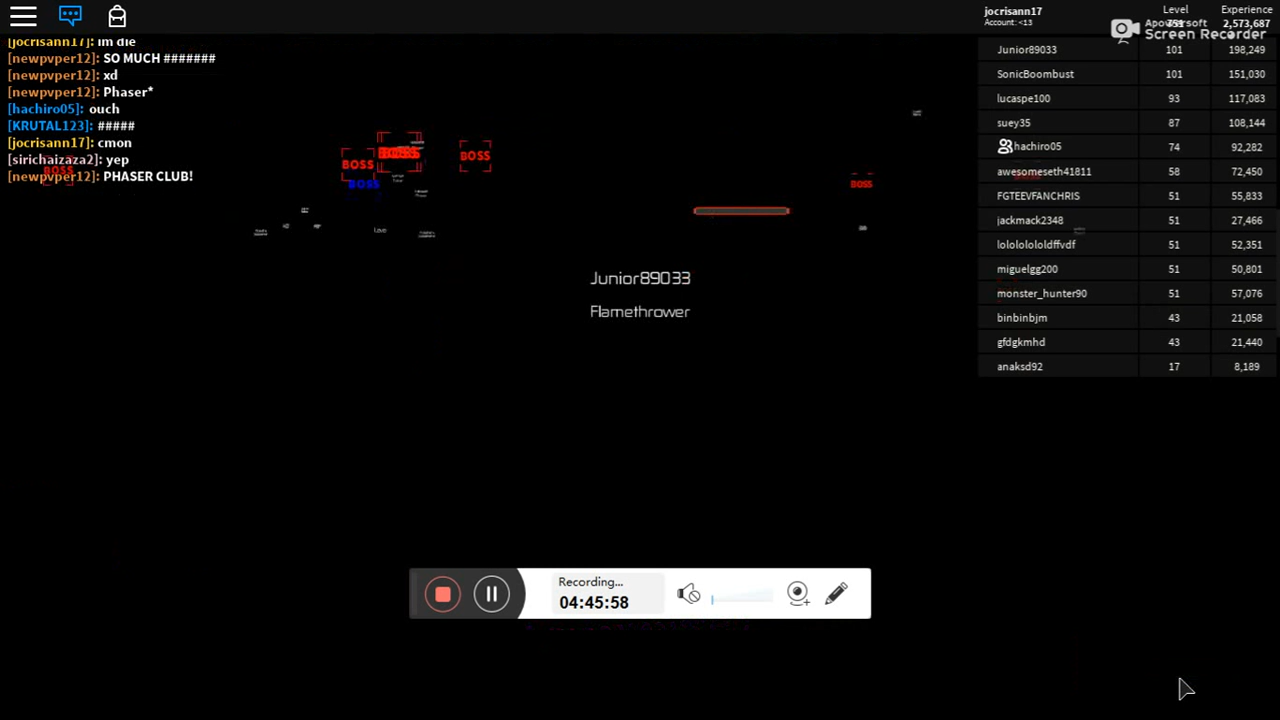 jocrisann17
Account: <13
Level
Experience
2,573,687
Apowersoft
Screen Recorder
[jocrisann17]: im die
[newpvper12]: SO MUCH #######
[newpvper12]: xd
[newpvper12]: Phaser*
[hachiro05]: ouch
[KRUTAL123]: #####
[jocrisann17]: cmon
[sirichaizaza2]: yep
[newpvper12]: PHASER CLUB!
BOSS
BOSS
BOSS
BOSS
BOSS
BOSS
Junior89033 101 198,249
SonicBoombust 101 151,030
lucaspe100 93 117,083
suey35 87 108,144
hachiro05 74 92,282
awesomeseth41811 58 72,450
FGTEEVFANCHRIS 51 55,833
jackmack2348 51 27,466
lolololololdffvdf 51 52,351
miguelgg200 51 50,801
monster_hunter90 51 57,076
binbinbjm 43 21,058
gfdgkmhd 43 21,440
anaksd92 17 8,189
Junior89033
Flamethrower
Recording...
04:45:58